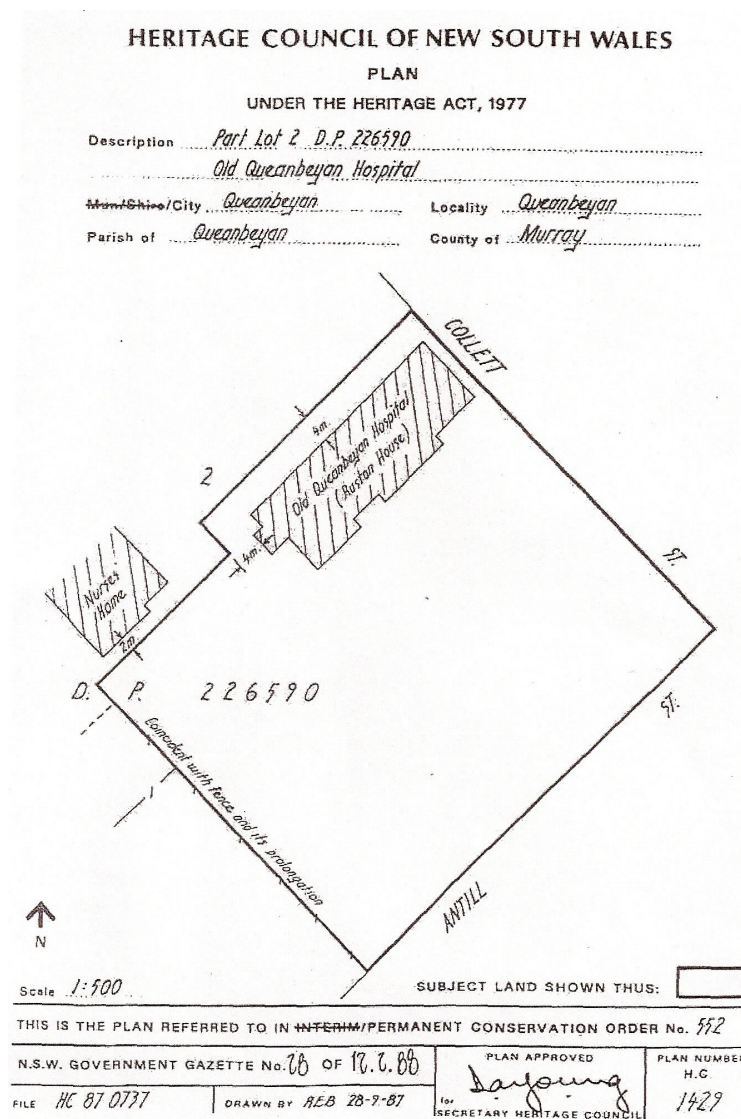 HERITAGE COUNCIL OF NEW SOUTH WALES
PLAN
UNDER THE HERITAGE ACT, 1977
Description Part Lot 2 D.P. 226590
Old Queanbeyan Hospital
Mun/Shire/City Queanbeyan Locality Queanbeyan
Parish of Queanbeyan County of Murray
COLLETT
4m.
Old Queanbeyan Hospital
(Rustan House)
2
4m.
ST.
Nurses'
Home
2m.
D. P. 226590
ST.
Coincident with fence and its prolongation
1
ANTILL
N
Scale 1:500
SUBJECT LAND SHOWN THUS:
THIS IS THE PLAN REFERRED TO IN INTERIM/PERMANENT CONSERVATION ORDER No. 552
N.S.W. GOVERNMENT GAZETTE No. 28 OF 12.2.88
PLAN APPROVED
for
SECRETARY HERITAGE COUNCIL
PLAN NUMBER
H.C.
1429
FILE HC 87 0737
DRAWN BY REB 28-9-87